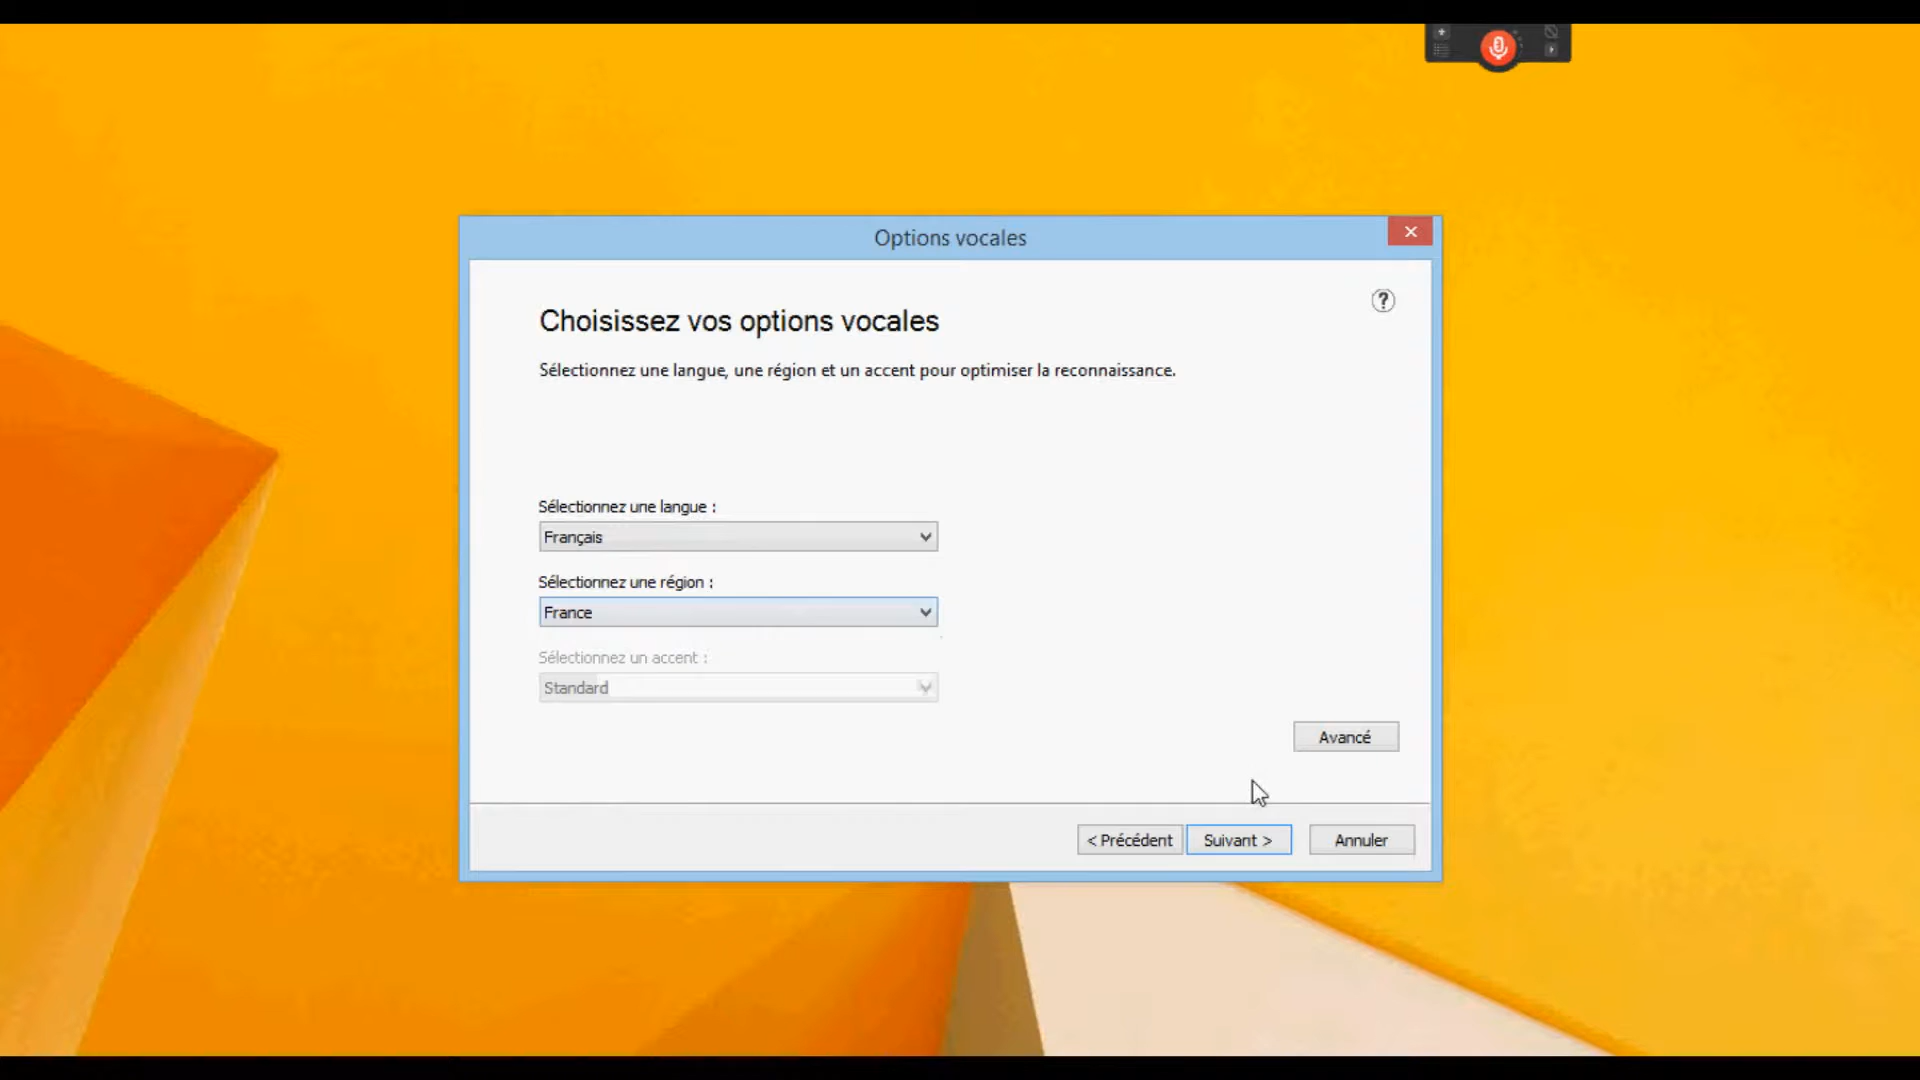 Options vocales
?
Choisissez vos options vocales
Sélectionnez une langue, une région et un accent pour optimiser la reconnaissance.
Sélectionnez une langue :
Français
Sélectionnez une région :
France
Sélectionnez un accent :
Standard
Avancé
< Précédent Suivant > Annuler